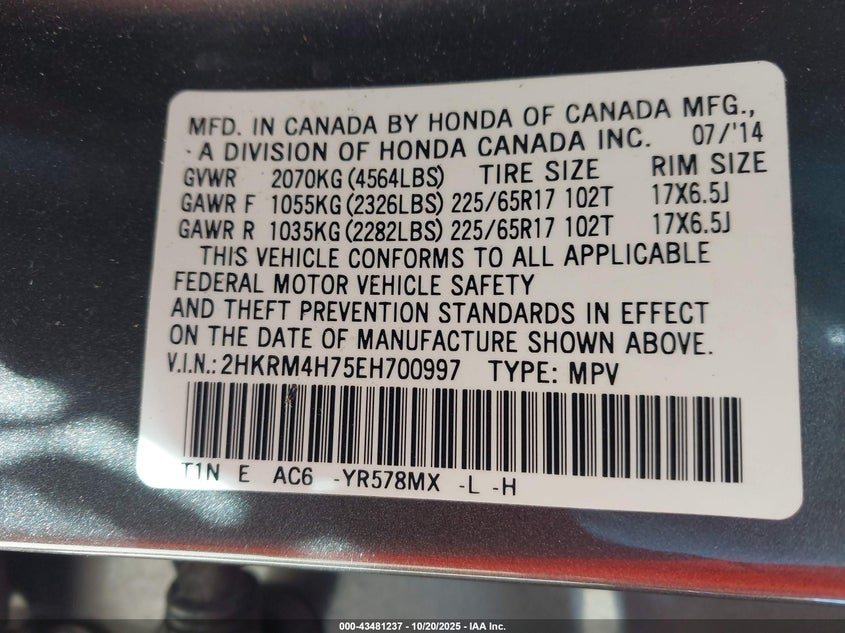 MFD. IN CANADA BY HONDA OF CANADA MFG.,
- A DIVISION OF HONDA CANADA INC. 07/'14
GVWR 2070KG (4564LBS) TIRE SIZE RIM SIZE
GAWR F 1055KG (2326LBS) 225/65R17 102T 17X6.5J
GAWR R 1035KG (2282LBS) 225/65R17 102T 17X6.5J
THIS VEHICLE CONFORMS TO ALL APPLICABLE
FEDERAL MOTOR VEHICLE SAFETY
AND THEFT PREVENTION STANDARDS IN EFFECT
ON THE DATE OF MANUFACTURE SHOWN ABOVE.
V.I.N.: 2HKRM4H75EH700997 TYPE: MPV
T1N E AC6 -YR578MX -L -H
000-43481237 - 10/20/2025 - IAA Inc.